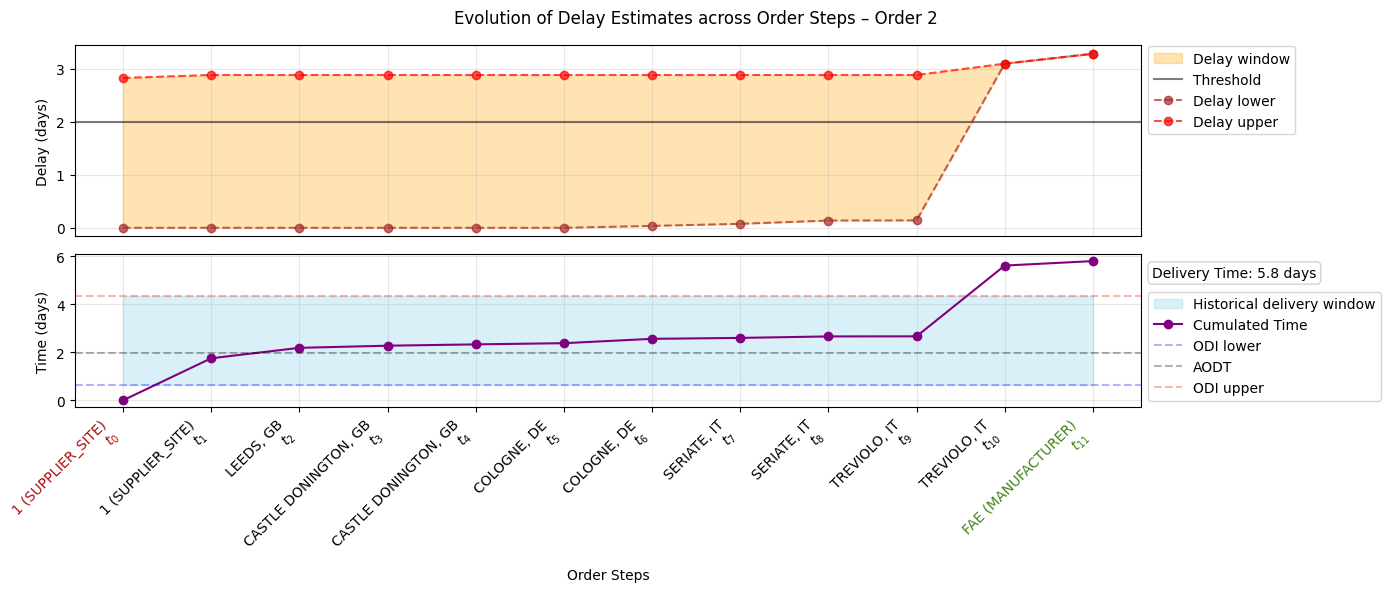 Evolution of Delay Estimates across Order Steps – Order 2
Delay (days)
3
2
1
0
Delay window
Threshold
Delay lower
Delay upper
Time (days)
6
4
2
0
Delivery Time: 5.8 days
Historical delivery window
Cumulated Time
ODI lower
AODT
ODI upper
1 (SUPPLIER_SITE)
t0
1 (SUPPLIER_SITE)
t1
LEEDS, GB
t2
CASTLE DONINGTON, GB
t3
CASTLE DONINGTON, GB
t4
COLOGNE, DE
t5
COLOGNE, DE
t6
SERIATE, IT
t7
SERIATE, IT
t8
TREVIOLO, IT
t9
TREVIOLO, IT
t10
FAE (MANUFACTURER)
t11
Order Steps